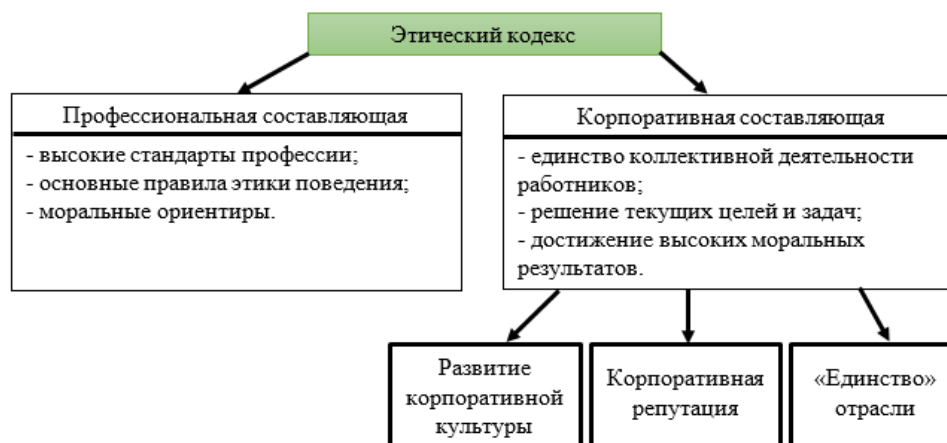 Этический кодекс
Профессиональная составляющая
- высокие стандарты профессии;
- основные правила этики поведения;
- моральные ориентиры.
Корпоративная составляющая
- единство коллективной деятельности
работников;
- решение текущих целей и задач;
- достижение высоких моральных
результатов.
Развитие
корпоративной
культуры
Корпоративная
репутация
«Единство»
отрасли